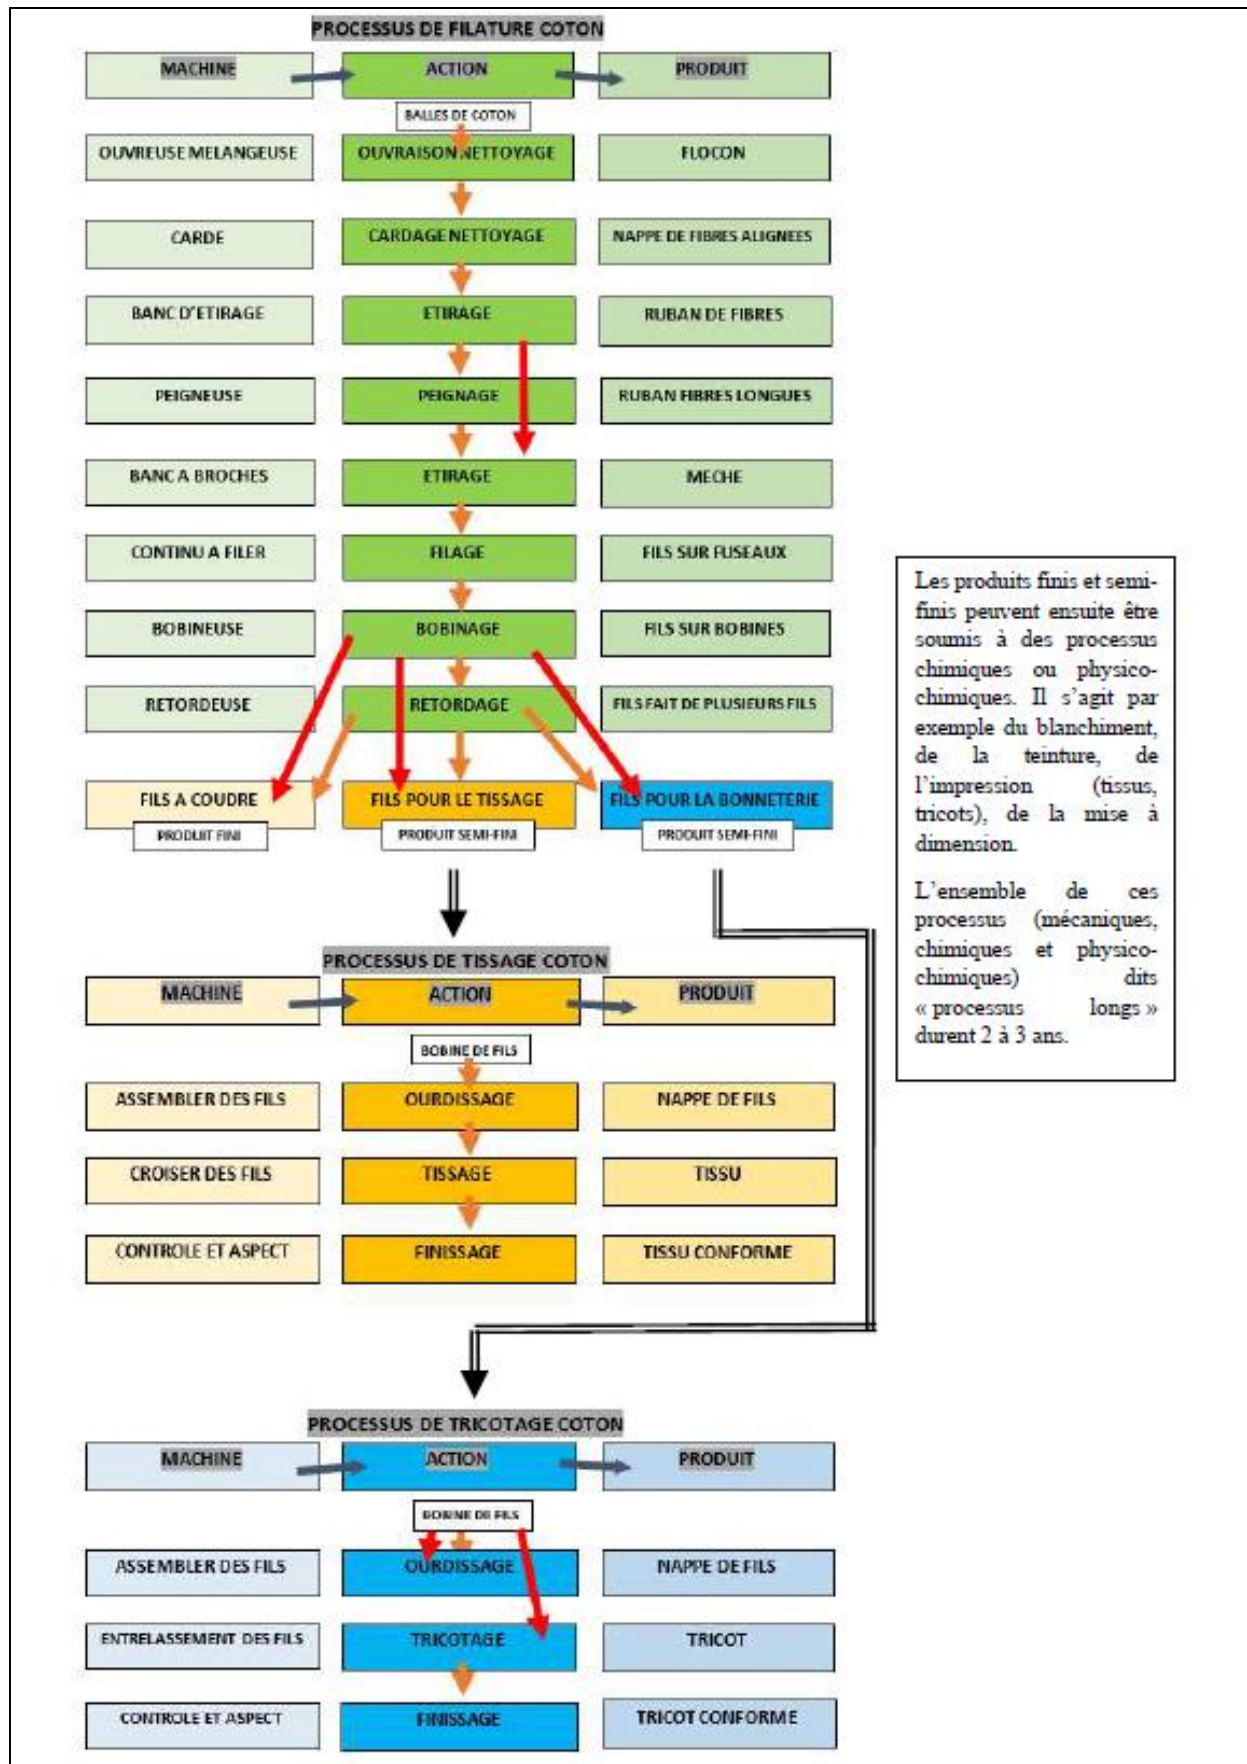 PROCESSUS DE FILATURE COTON
MACHINE ACTION PRODUIT
BALLES DE COTON
OUVREUSE MELANGEUSE OUVRAISON NETTOYAGE FLOCON
CARDE CARDAGE NETTOYAGE NAPPE DE FIBRES ALIGNEES
BANC D'ETIRAGE ETIRAGE RUBAN DE FIBRES
PEIGNEUSE PEIGNAGE RUBAN FIBRES LONGUES
BANC A BROCHES ETIRAGE MECHE
CONTINU A FILER FILAGE FILS SUR FUSEAUX
BOBINEUSE BOBINAGE FILS SUR BOBINES
RETORDEUSE RETORDAGE FILS FAIT DE PLUSIEURS FILS
FILS A COUDRE FILS POUR LE TISSAGE FILS POUR LA BONNETERIE
PRODUIT FINI PRODUIT SEMI-FINI PRODUIT SEMI-FINI
Les produits finis et semi-
finis peuvent ensuite être
soumis à des processus
chimiques ou physico-
chimiques. Il s'agit par
exemple du blanchiment,
de la teinture, de
l'impression (tissus,
tricots), de la mise à
dimension.
L'ensemble de ces
processus (mécaniques,
chimiques et physico-
chimiques) dits
« processus longs »
durent 2 à 3 ans.
PROCESSUS DE TISSAGE COTON
MACHINE ACTION PRODUIT
BOBINE DE FILS
ASSEMBLER DES FILS OURDISSAGE NAPPE DE FILS
CROISER DES FILS TISSAGE TISSU
CONTROLE ET ASPECT FINISSAGE TISSU CONFORME
PROCESSUS DE TRICOTAGE COTON
MACHINE ACTION PRODUIT
BOBINE DE FILS
ASSEMBLER DES FILS OURDISSAGE NAPPE DE FILS
ENTRELASSEMENT DES FILS TRICOTAGE TRICOT
CONTROLE ET ASPECT FINISSAGE TRICOT CONFORME